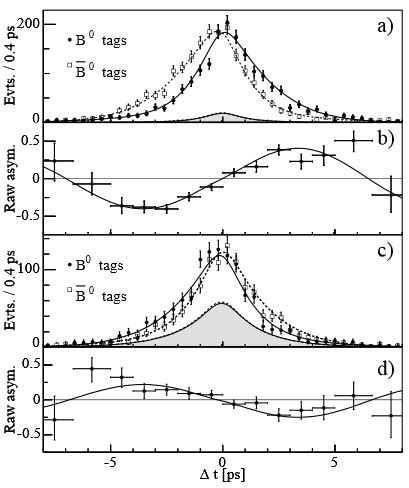 a)
200
B⁰ tags
B̅⁰ tags
Evts. / 0.4 ps
0
b)
0.5
0
-0.5
Raw asym.
c)
B⁰ tags
100
B̅⁰ tags
Evts. / 0.4 ps
0
d)
0.5
0
-0.5
Raw asym.
-5 0 5
Δ t [ps]